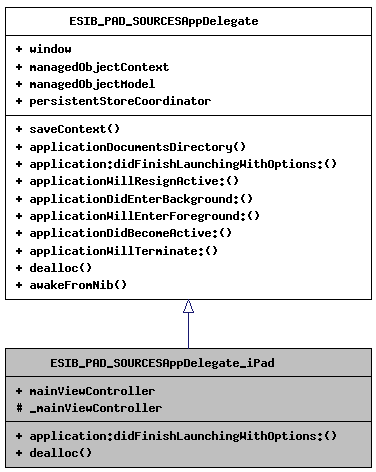 ESIB_PAD_SOURCESAppDelegate
+ window
+ managedObjectContext
+ managedObjectModel
+ persistentStoreCoordinator
+ saveContext()
+ applicationDocumentsDirectory()
+ application:didFinishLaunchingWithOptions:()
+ applicationWillResignActive:()
+ applicationDidEnterBackground:()
+ applicationWillEnterForeground:()
+ applicationDidBecomeActive:()
+ applicationWillTerminate:()
+ dealloc()
+ awakeFromNib()
ESIB_PAD_SOURCESAppDelegate_iPad
+ mainViewController
# _mainViewController
+ application:didFinishLaunchingWithOptions:()
+ dealloc()